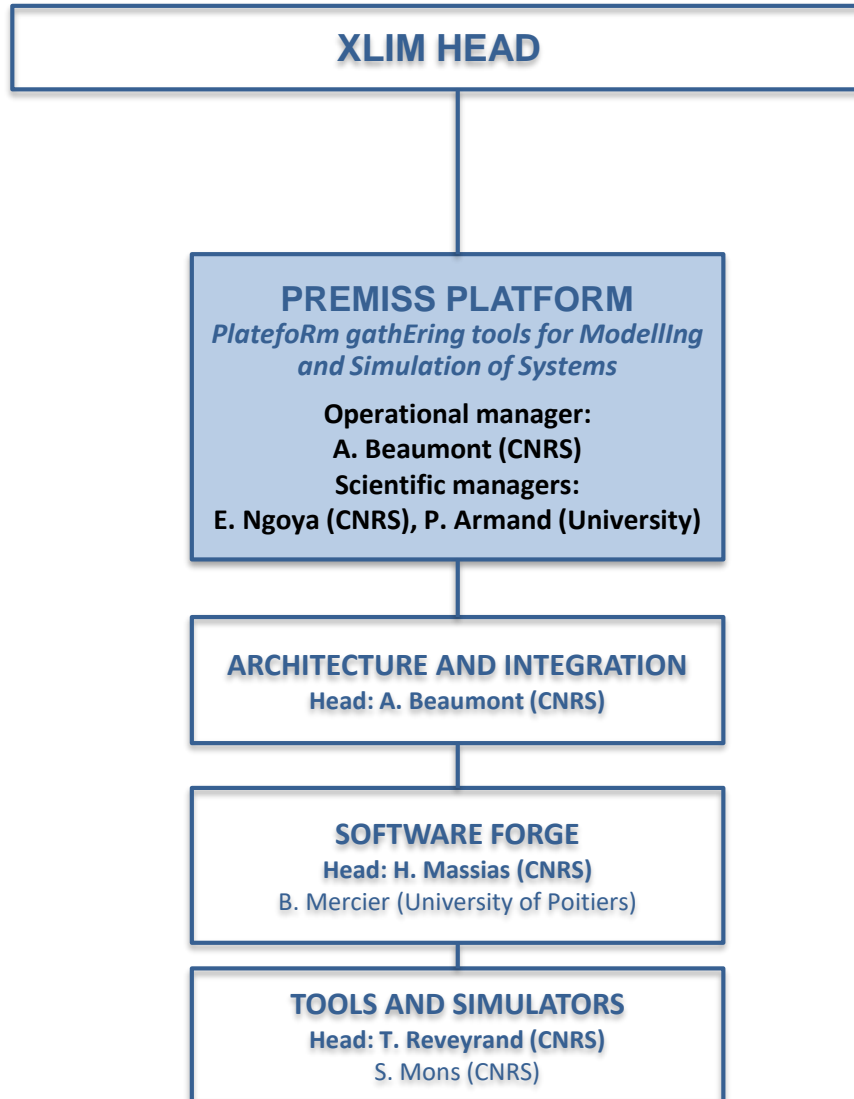 XLIM HEAD
PREMISS PLATFORM
PlatefoRm gathEring tools for ModellIng
and Simulation of Systems
Operational manager:
A. Beaumont (CNRS)
Scientific managers:
E. Ngoya (CNRS), P. Armand (University)
ARCHITECTURE AND INTEGRATION
Head: A. Beaumont (CNRS)
SOFTWARE FORGE
Head: H. Massias (CNRS)
B. Mercier (University of Poitiers)
TOOLS AND SIMULATORS
Head: T. Reveyrand (CNRS)
S. Mons (CNRS)